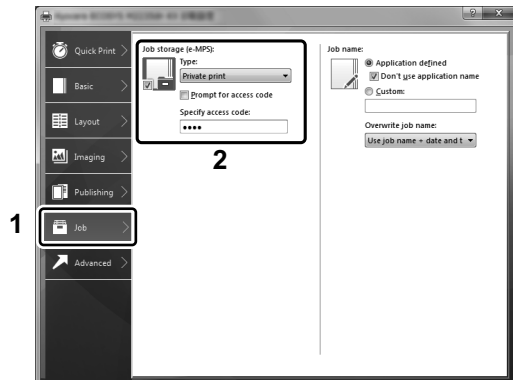 Quick Print
Basic
Layout
Imaging
Publishing
1
Job
Advanced
Job storage (e-MPS):
Type:
Private print
Prompt for access code
Specify access code:
••••
2
Job name:
Application defined
Don't use application name
Custom:
Overwrite job name:
Use job name + date and t